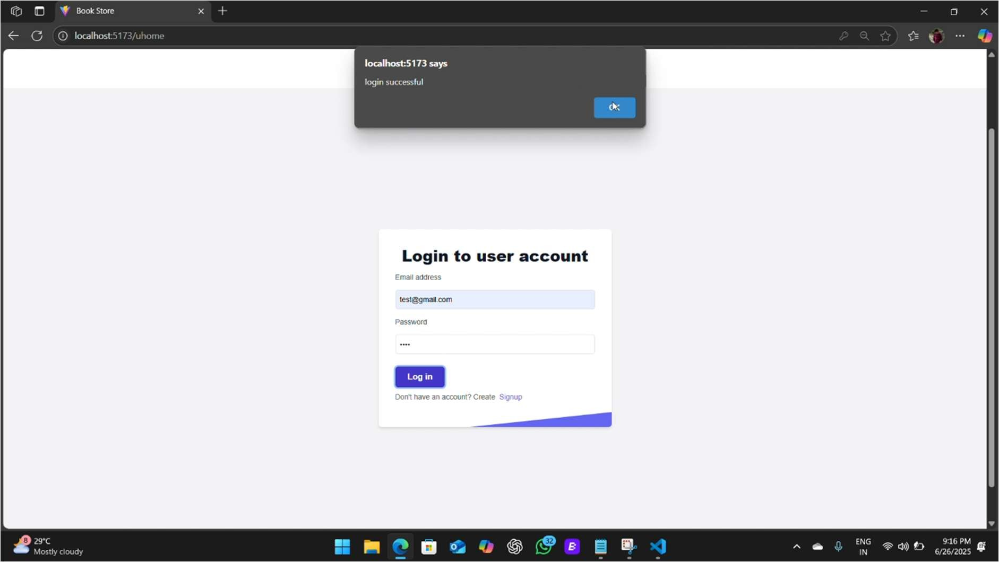 Book Store
localhost:5173/uhome
localhost:5173 says
login successful
Login to user account
Email address
test@gmail.com
Password
••••
Log in
Don't have an account? Create Signup
8
29°C
Mostly cloudy
32
B
ENG
IN
9:16 PM
6/26/2025